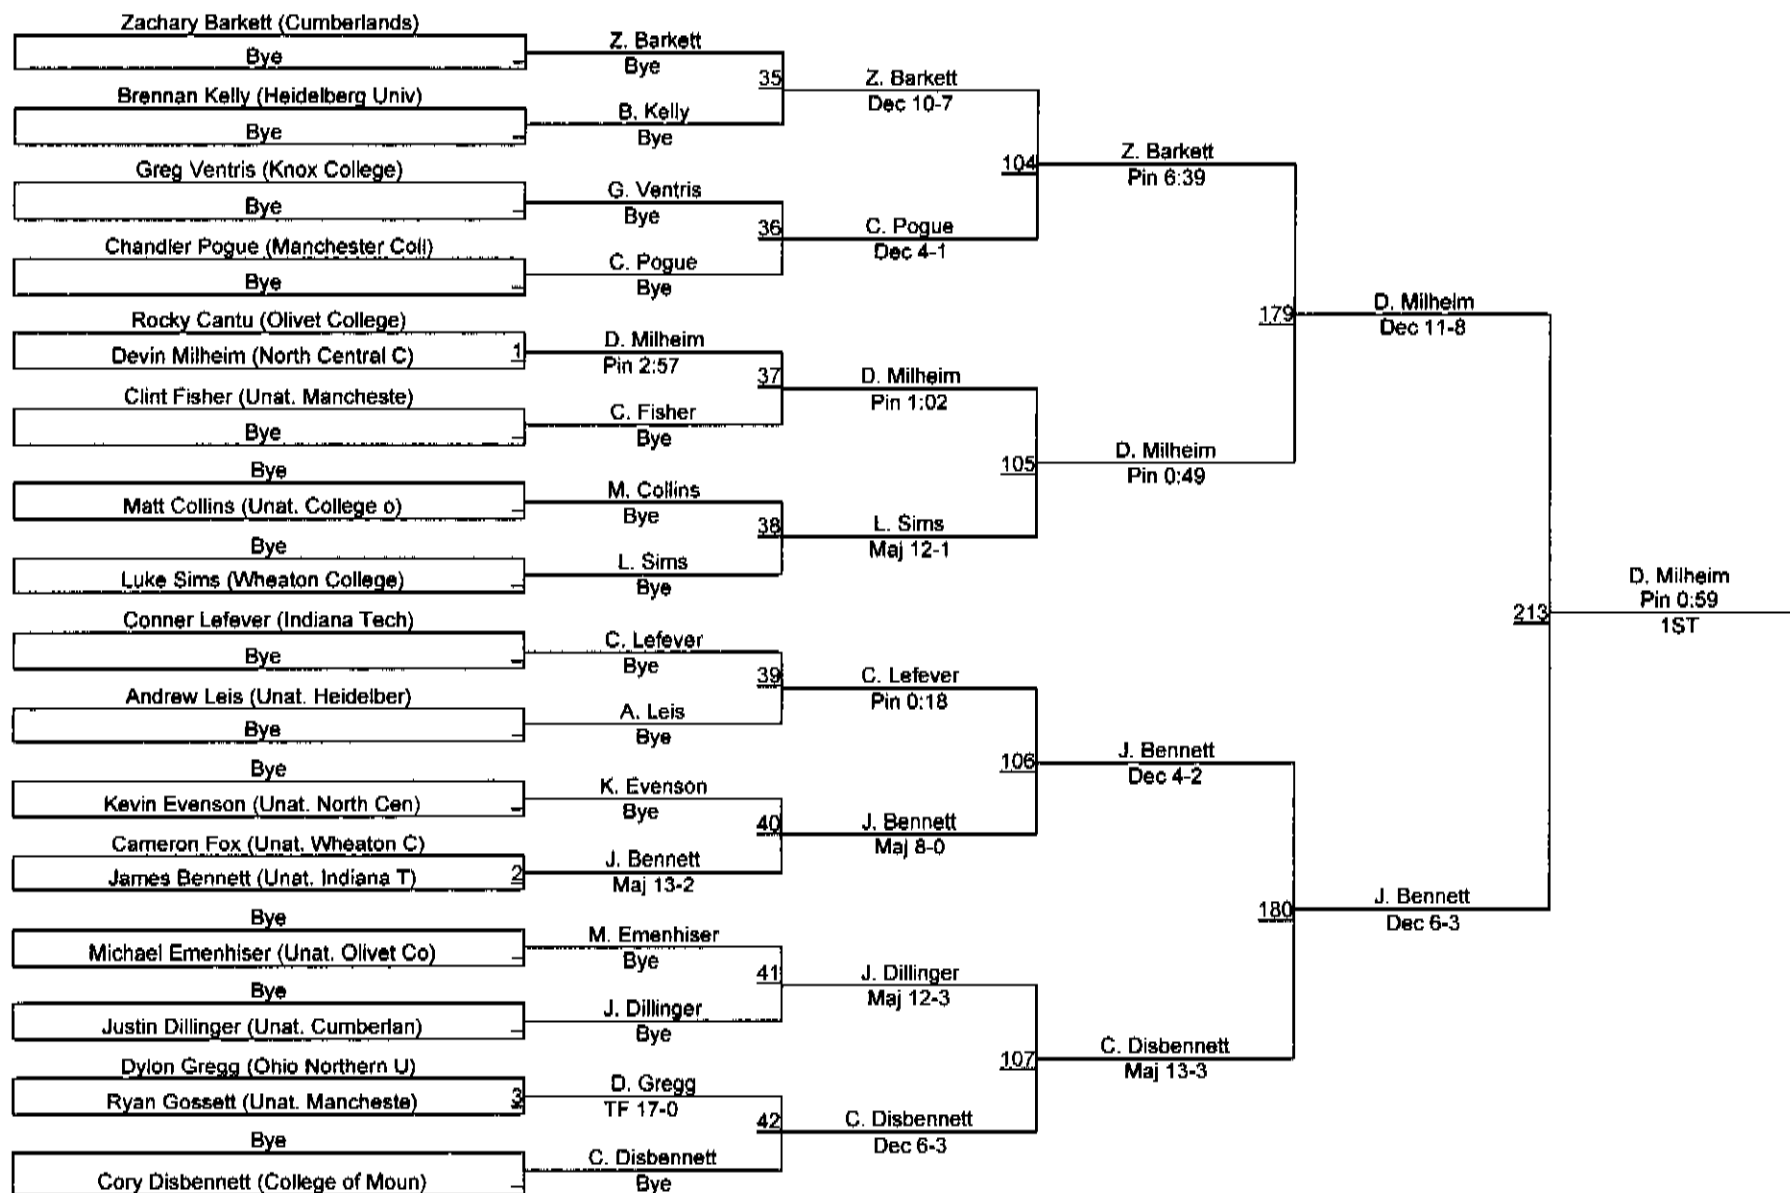 Zachary Barkett (Cumberlands)
Bye
Brennan Kelly (Heidelberg Univ)
Bye
Greg Ventris (Knox College)
Bye
Chandler Pogue (Manchester Coll)
Bye
Rocky Cantu (Olivet College)
Devin Milheim (North Central C) 1
Clint Fisher (Unat. Mancheste)
Bye
Bye
Matt Collins (Unat. College o)
Bye
Luke Sims (Wheaton College)
Conner Lefever (Indiana Tech)
Bye
Andrew Leis (Unat. Heidelber)
Bye
Bye
Kevin Evenson (Unat. North Cen)
Cameron Fox (Unat. Wheaton C)
James Bennett (Unat. Indiana T) 2
Bye
Michael Emenhiser (Unat. Olivet Co)
Bye
Justin Dillinger (Unat. Cumberlan)
Dylon Gregg (Ohio Northern U)
Ryan Gossett (Unat. Mancheste) 3
Bye
Cory Disbennett (College of Moun)
Z. Barkett
Bye
35
B. Kelly
Bye
G. Ventris
Bye
36
C. Pogue
Bye
D. Milheim
Pin 2:57
37
C. Fisher
Bye
M. Collins
Bye
38
L. Sims
Bye
C. Lefever
Bye
39
A. Leis
Bye
K. Evenson
Bye
40
J. Bennett
Maj 13-2
M. Emenhiser
Bye
41
J. Dillinger
Bye
D. Gregg
TF 17-0
42
C. Disbennett
Bye
Z. Barkett
Dec 10-7
104
C. Pogue
Dec 4-1
D. Milheim
Pin 1:02
105
L. Sims
Maj 12-1
C. Lefever
Pin 0:18
106
J. Bennett
Maj 8-0
J. Dillinger
Maj 12-3
107
C. Disbennett
Dec 6-3
Z. Barkett
Pin 6:39
179
D. Milheim
Pin 0:49
J. Bennett
Dec 4-2
180
C. Disbennett
Maj 13-3
D. Milheim
Dec 11-8
213
J. Bennett
Dec 6-3
D. Milheim
Pin 0:59
1ST